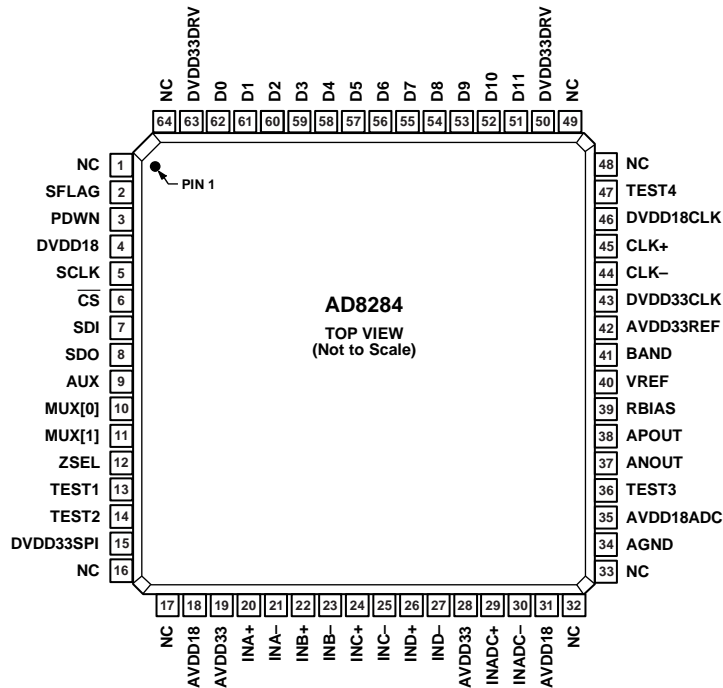 NC
DVDD33DRV
D0
D1
D2
D3
D4
D5
D6
D7
D8
D9
D10
D11
DVDD33DRV
NC
64 63 62 61 60 59 58 57 56 55 54 53 52 51 50 49
NC 1
SFLAG 2
PDWN 3
DVDD18 4
SCLK 5
CS 6
SDI 7
SDO 8
AUX 9
MUX[0] 10
MUX[1] 11
ZSEL 12
TEST1 13
TEST2 14
DVDD33SPI 15
NC 16
PIN 1
AD8284
TOP VIEW
(Not to Scale)
48 NC
47 TEST4
46 DVDD18CLK
45 CLK+
44 CLK–
43 DVDD33CLK
42 AVDD33REF
41 BAND
40 VREF
39 RBIAS
38 APOUT
37 ANOUT
36 TEST3
35 AVDD18ADC
34 AGND
33 NC
17 18 19 20 21 22 23 24 25 26 27 28 29 30 31 32
NC
AVDD18
AVDD33
INA+
INA–
INB+
INB–
INC+
INC–
IND+
IND–
AVDD33
INADC+
INADC–
AVDD18
NC